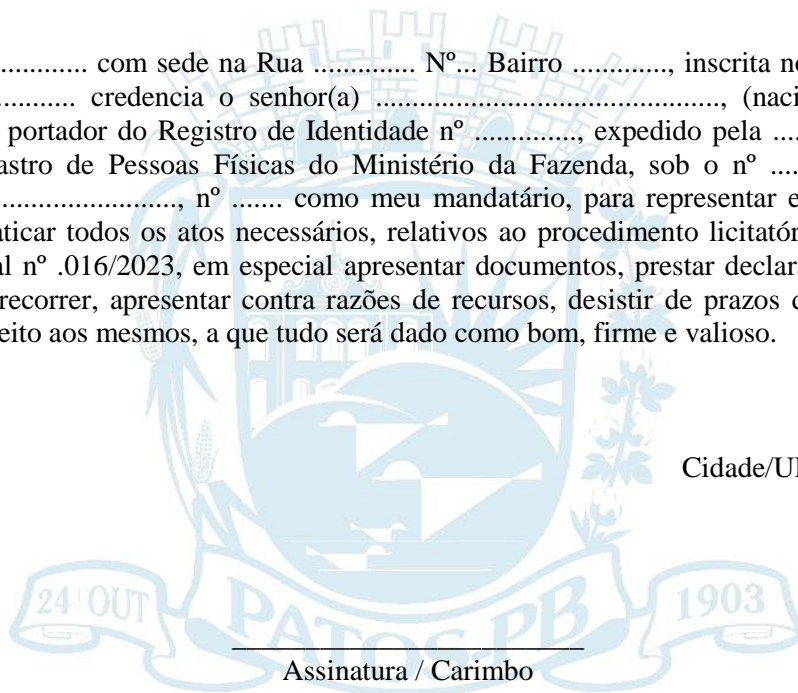 ............. com sede na Rua ............. Nº... Bairro ............., inscrita no
............ credencia o senhor(a) ............................................, (naci
portador do Registro de Identidade nº ............., expedido pela .....
astro de Pessoas Físicas do Ministério da Fazenda, sob o nº .....
......................., nº ....... como meu mandatário, para representar e
aticar todos os atos necessários, relativos ao procedimento licitatór
al nº .016/2023, em especial apresentar documentos, prestar declara
recorrer, apresentar contra razões de recursos, desistir de prazos
eito aos mesmos, a que tudo será dado como bom, firme e valioso.
Cidade/U
24 OUT
PATOS-PB
1903
Assinatura / Carimbo